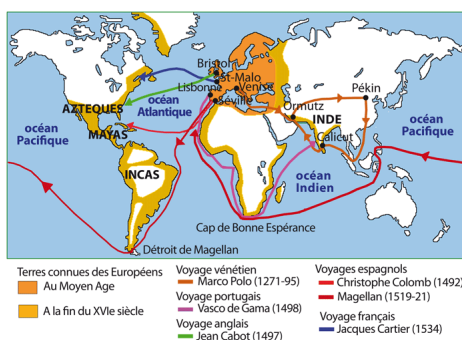 Bristol
St-Malo
Lisbonne
Venise
Séville
Pékin
AZTEQUES
océan
Atlantique
Ormutz
INDE
MAYAS
Calicut
océan
Pacifique
océan
Pacifique
INCAS
océan
Indien
Cap de Bonne Espérance
Détroit de Magellan
Terres connues des Européens
Au Moyen Age
A la fin du XVIe siècle
Voyage vénétien
Marco Polo (1271-95)
Voyage portugais
Vasco de Gama (1498)
Voyage anglais
Jean Cabot (1497)
Voyages espagnols
Christophe Colomb (1492)
Magellan (1519-21)
Voyage français
Jacques Cartier (1534)